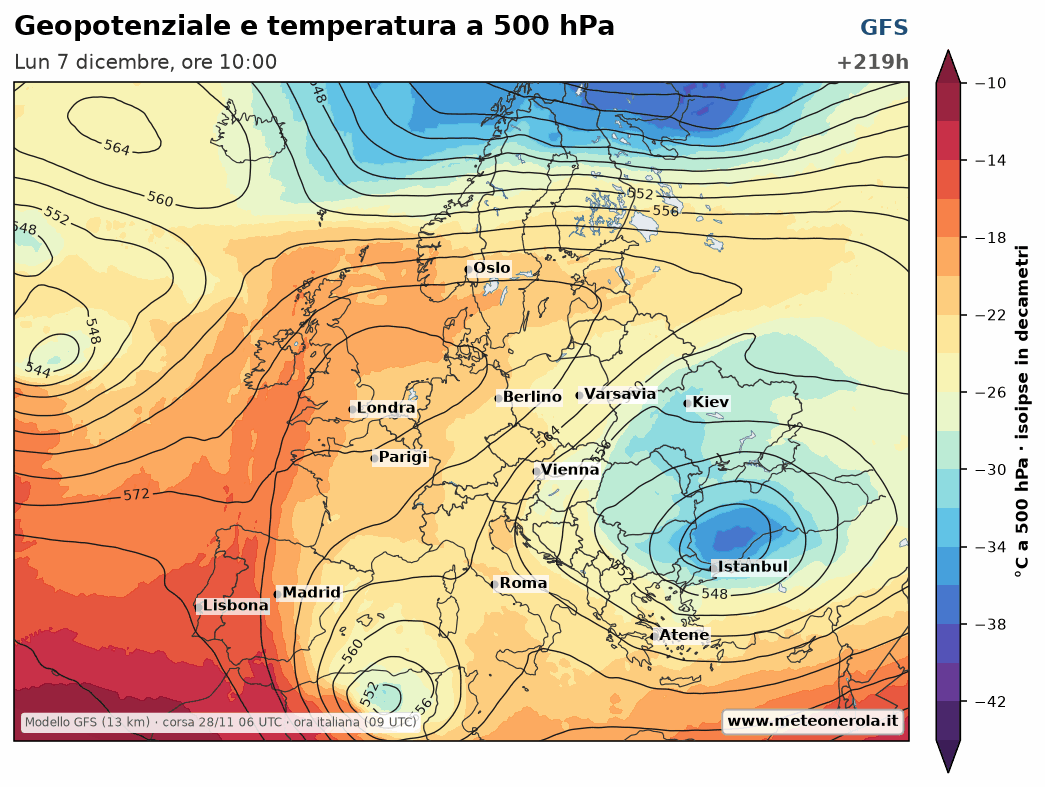 Geopotenziale e temperatura a 500 hPa
GFS
Lun 7 dicembre, ore 10:00
+219h
548
564
560
552
548
552
556
548
544
572
564
556
560
552
556
548
552
Oslo
Londra
Berlino
Varsavia
Kiev
Parigi
Vienna
Istanbul
Roma
Madrid
Lisbona
Atene
−10
−14
−18
−22
−26
−30
−34
−38
−42
°C a 500 hPa · isoipse in decametri
Modello GFS (13 km) · corsa 28/11 06 UTC · ora italiana (09 UTC)
www.meteonerola.it